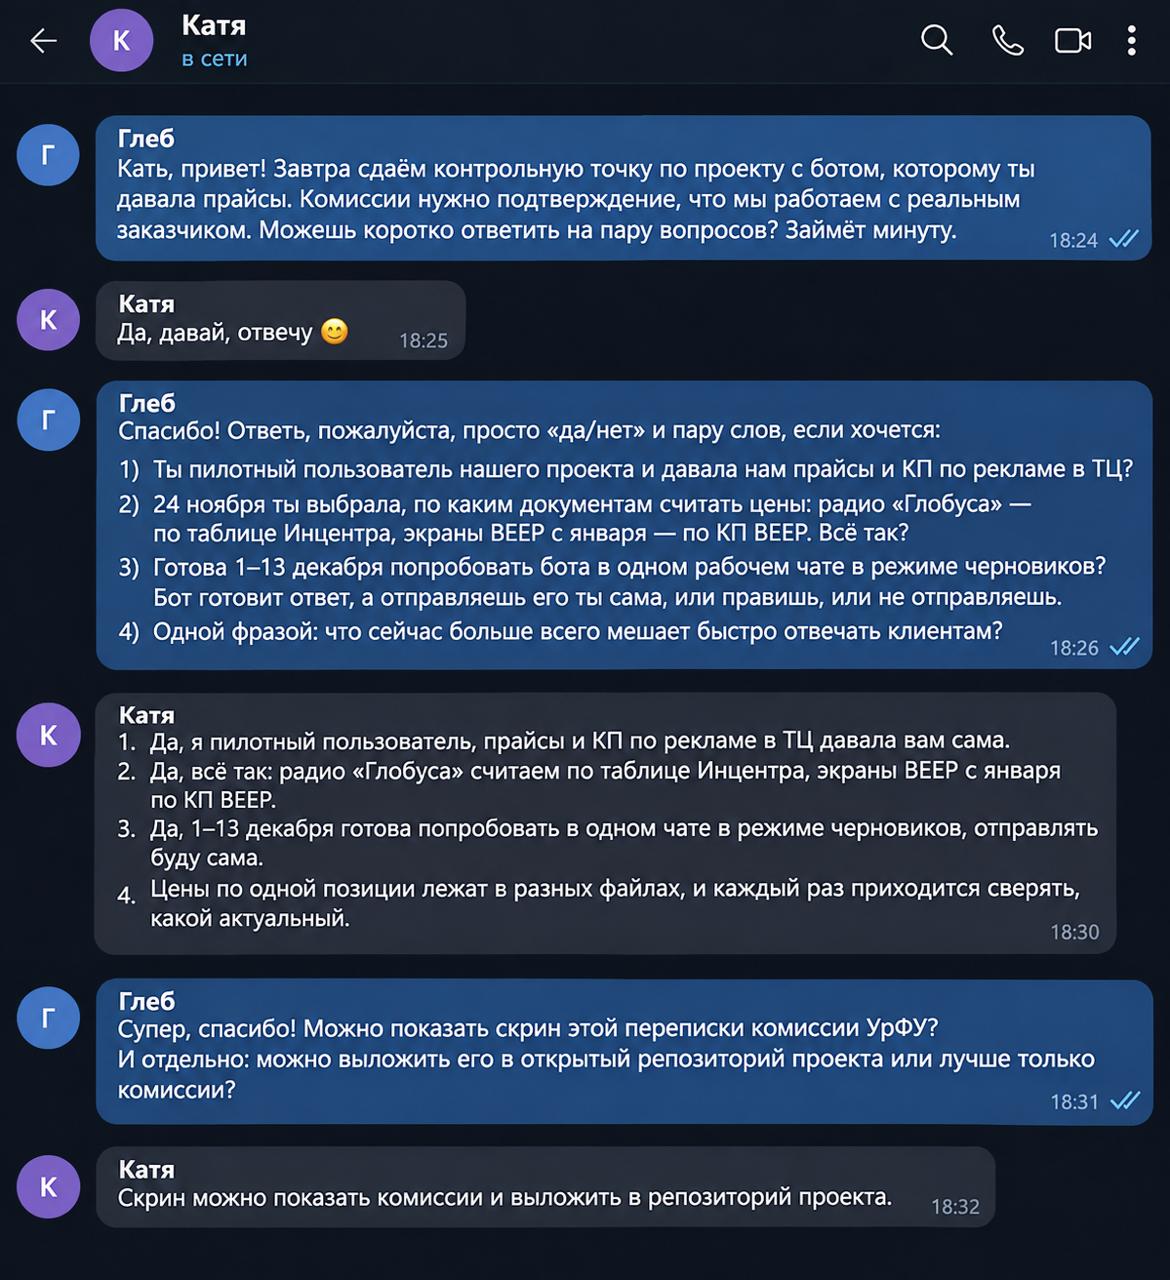 К
Катя
в сети
Г
Глеб
Кать, привет! Завтра сдаём контрольную точку по проекту с ботом, которому ты
давала прайсы. Комиссии нужно подтверждение, что мы работаем с реальным
заказчиком. Можешь коротко ответить на пару вопросов? Займёт минуту.
18:24
К
Катя
Да, давай, отвечу 😊
18:25
Г
Глеб
Спасибо! Ответь, пожалуйста, просто «да/нет» и пару слов, если хочется:
1) Ты пилотный пользователь нашего проекта и давала нам прайсы и КП по рекламе в ТЦ?
2) 24 ноября ты выбрала, по каким документам считать цены: радио «Глобуса» —
по таблице Инцентра, экраны ВЕЕР с января — по КП ВЕЕР. Всё так?
3) Готова 1–13 декабря попробовать бота в одном рабочем чате в режиме черновиков?
Бот готовит ответ, а отправляешь его ты сама, или правишь, или не отправляешь.
4) Одной фразой: что сейчас больше всего мешает быстро отвечать клиентам?
18:26
К
Катя
1. Да, я пилотный пользователь, прайсы и КП по рекламе в ТЦ давала вам сама.
2. Да, всё так: радио «Глобуса» считаем по таблице Инцентра, экраны ВЕЕР с января
по КП ВЕЕР.
3. Да, 1–13 декабря готова попробовать в одном чате в режиме черновиков, отправлять
буду сама.
4. Цены по одной позиции лежат в разных файлах, и каждый раз приходится сверять,
какой актуальный.
18:30
Г
Глеб
Супер, спасибо! Можно показать скрин этой переписки комиссии УрФУ?
И отдельно: можно выложить его в открытый репозиторий проекта или лучше только
комиссии?
18:31
К
Катя
Скрин можно показать комиссии и выложить в репозиторий проекта.
18:32